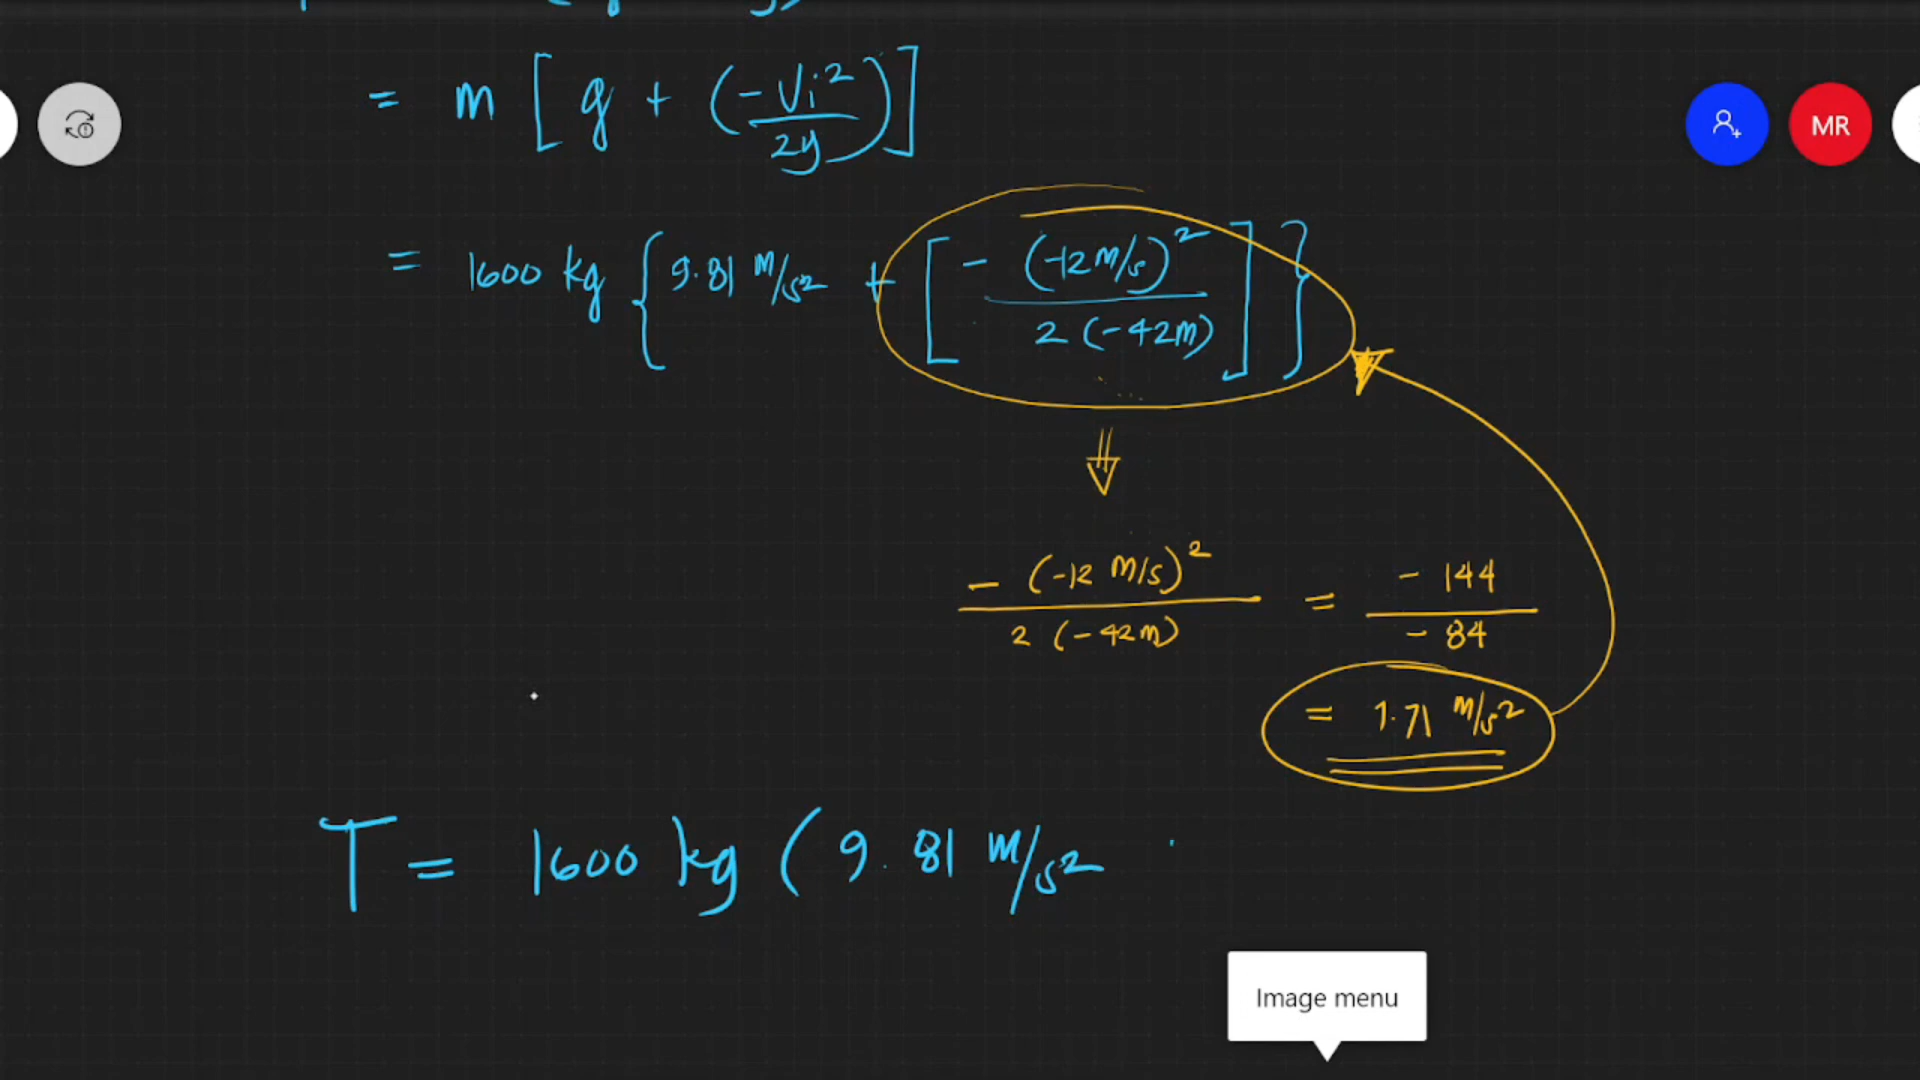 = m [ g + (-Vi²/2y) ]
MR
= 1600 kg { 9.81 m/s² + [ - (-12 m/s)² / 2 (-42m) ] }
- (-12 m/s)² / 2 (-42m) = - 144 / - 84
= 1.71 m/s²
T = 1600 kg ( 9.81 m/s²
Image menu